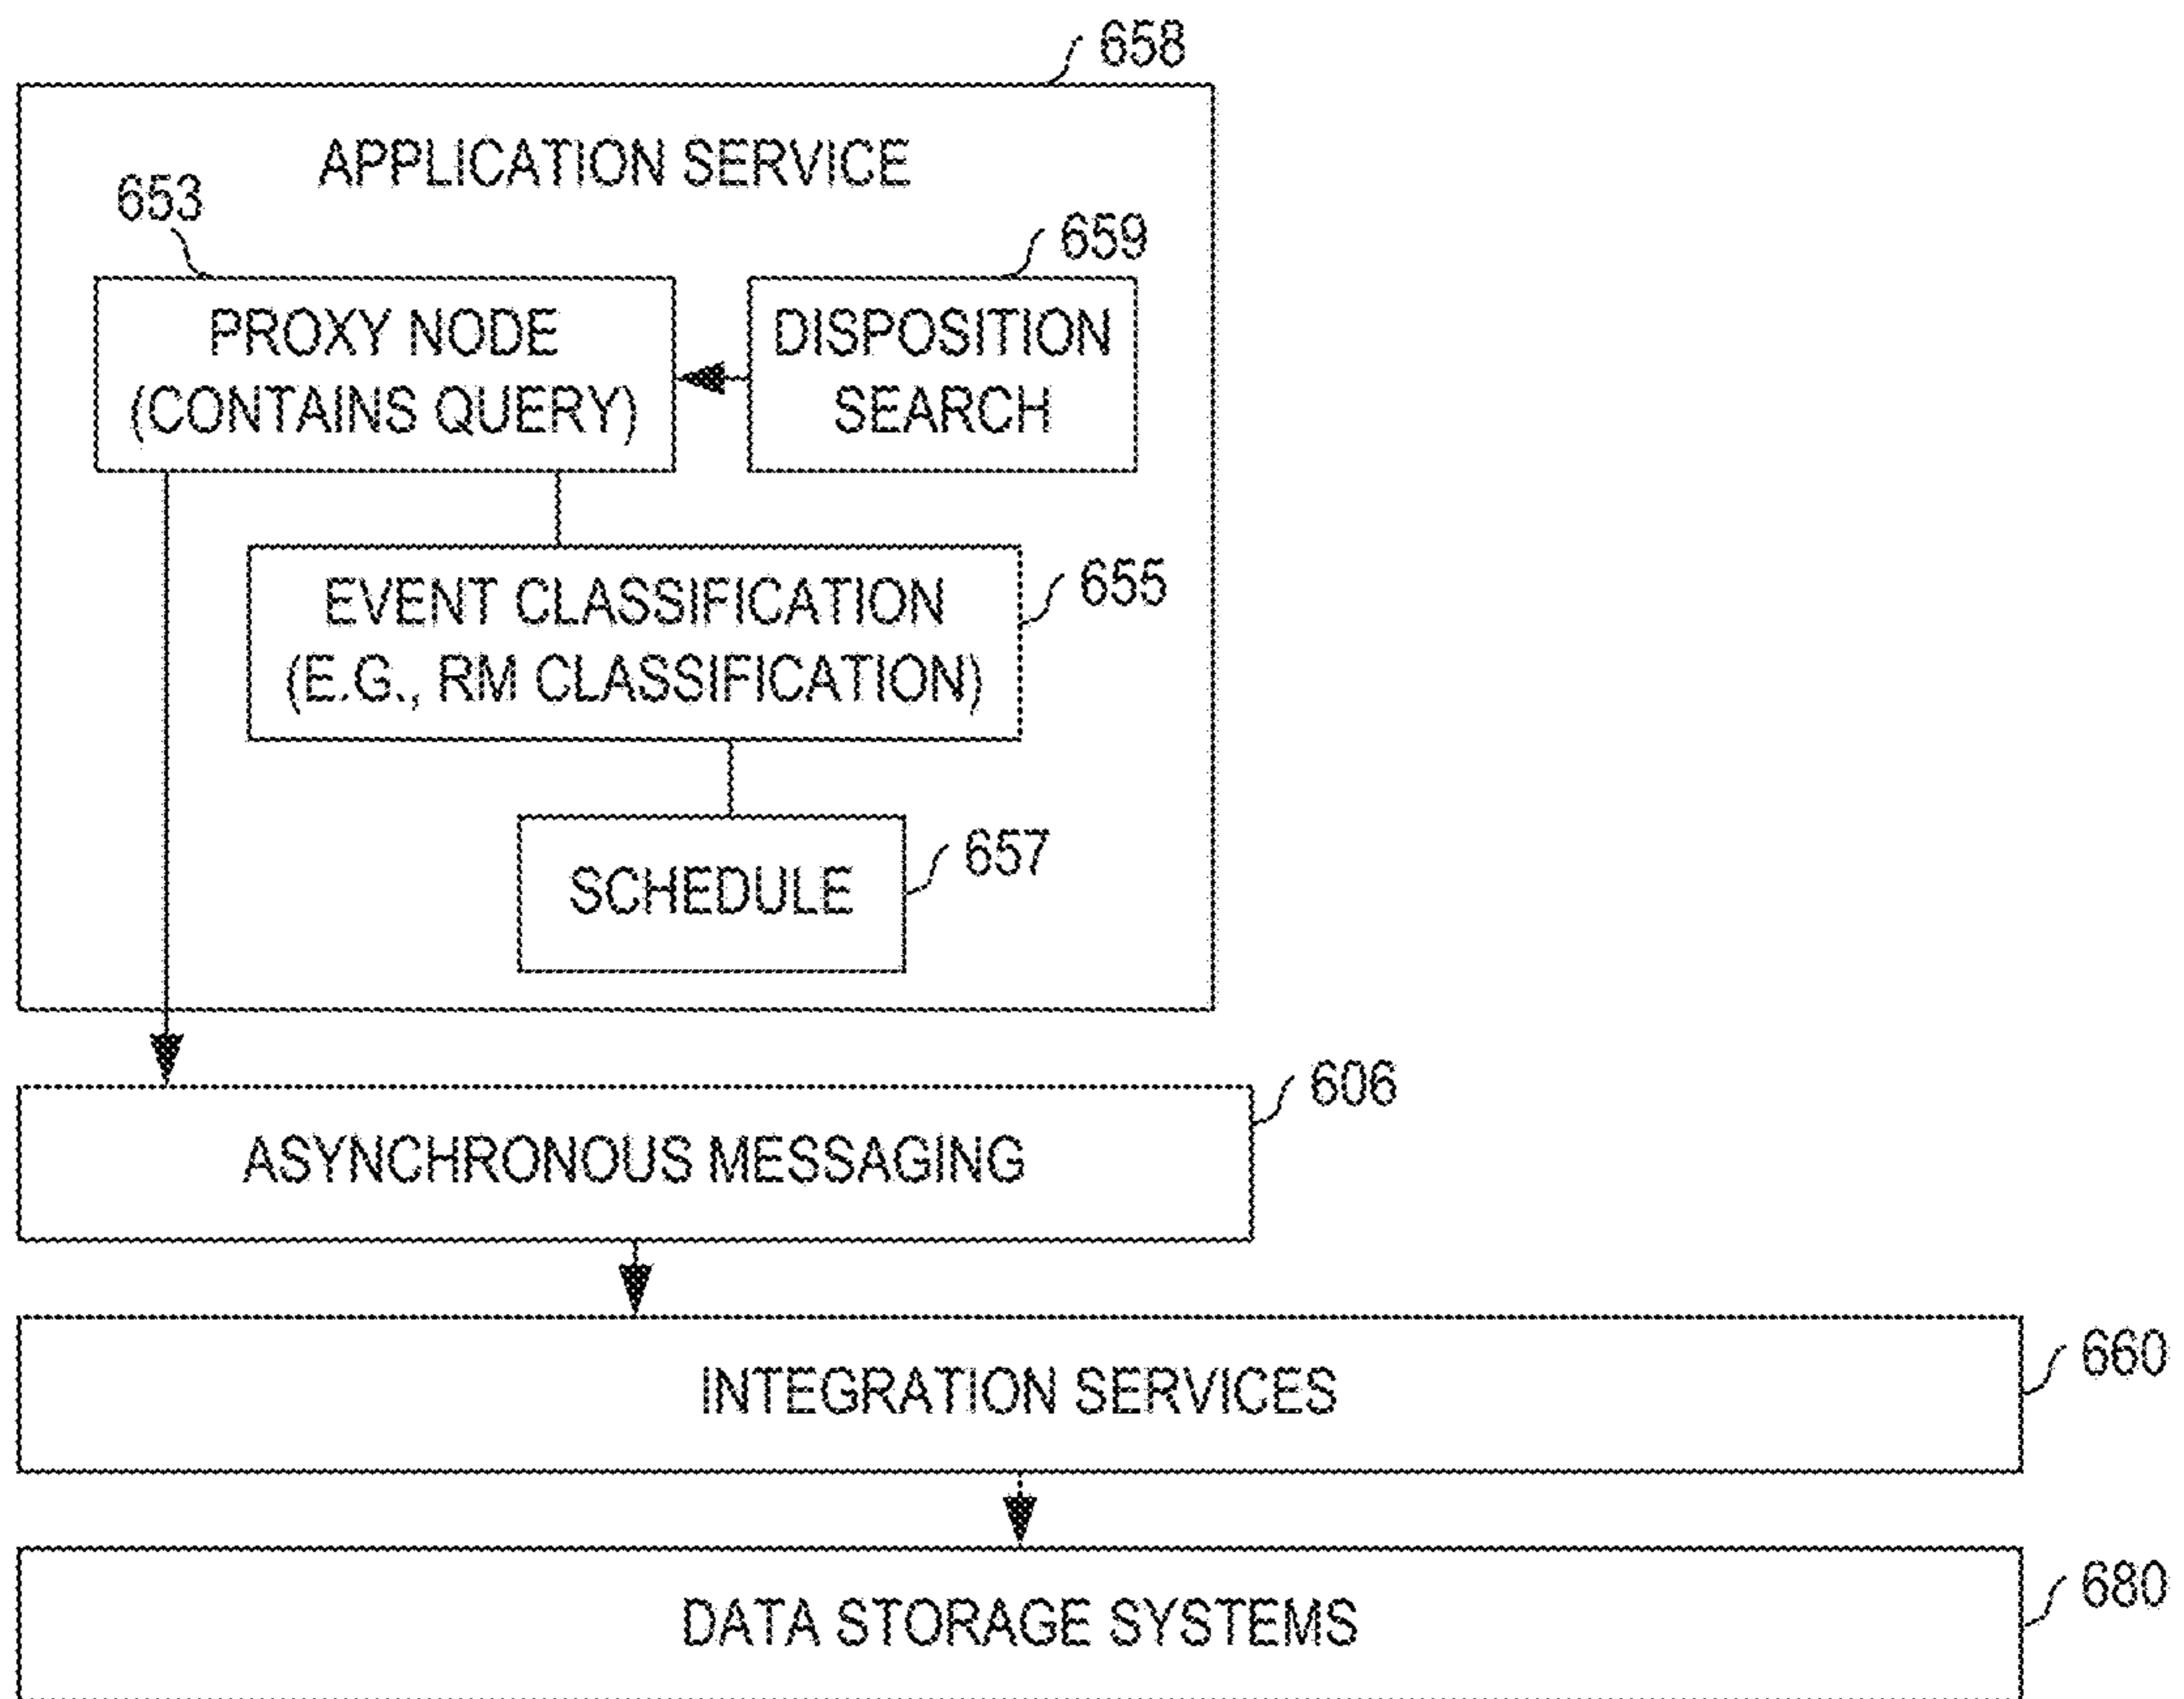 658
APPLICATION SERVICE
653
659
PROXY NODE
(CONTAINS QUERY)
DISPOSITION
SEARCH
EVENT CLASSIFICATION
(E.G., RM CLASSIFICATION)
655
SCHEDULE
657
606
ASYNCHRONOUS MESSAGING
INTEGRATION SERVICES
660
DATA STORAGE SYSTEMS
680